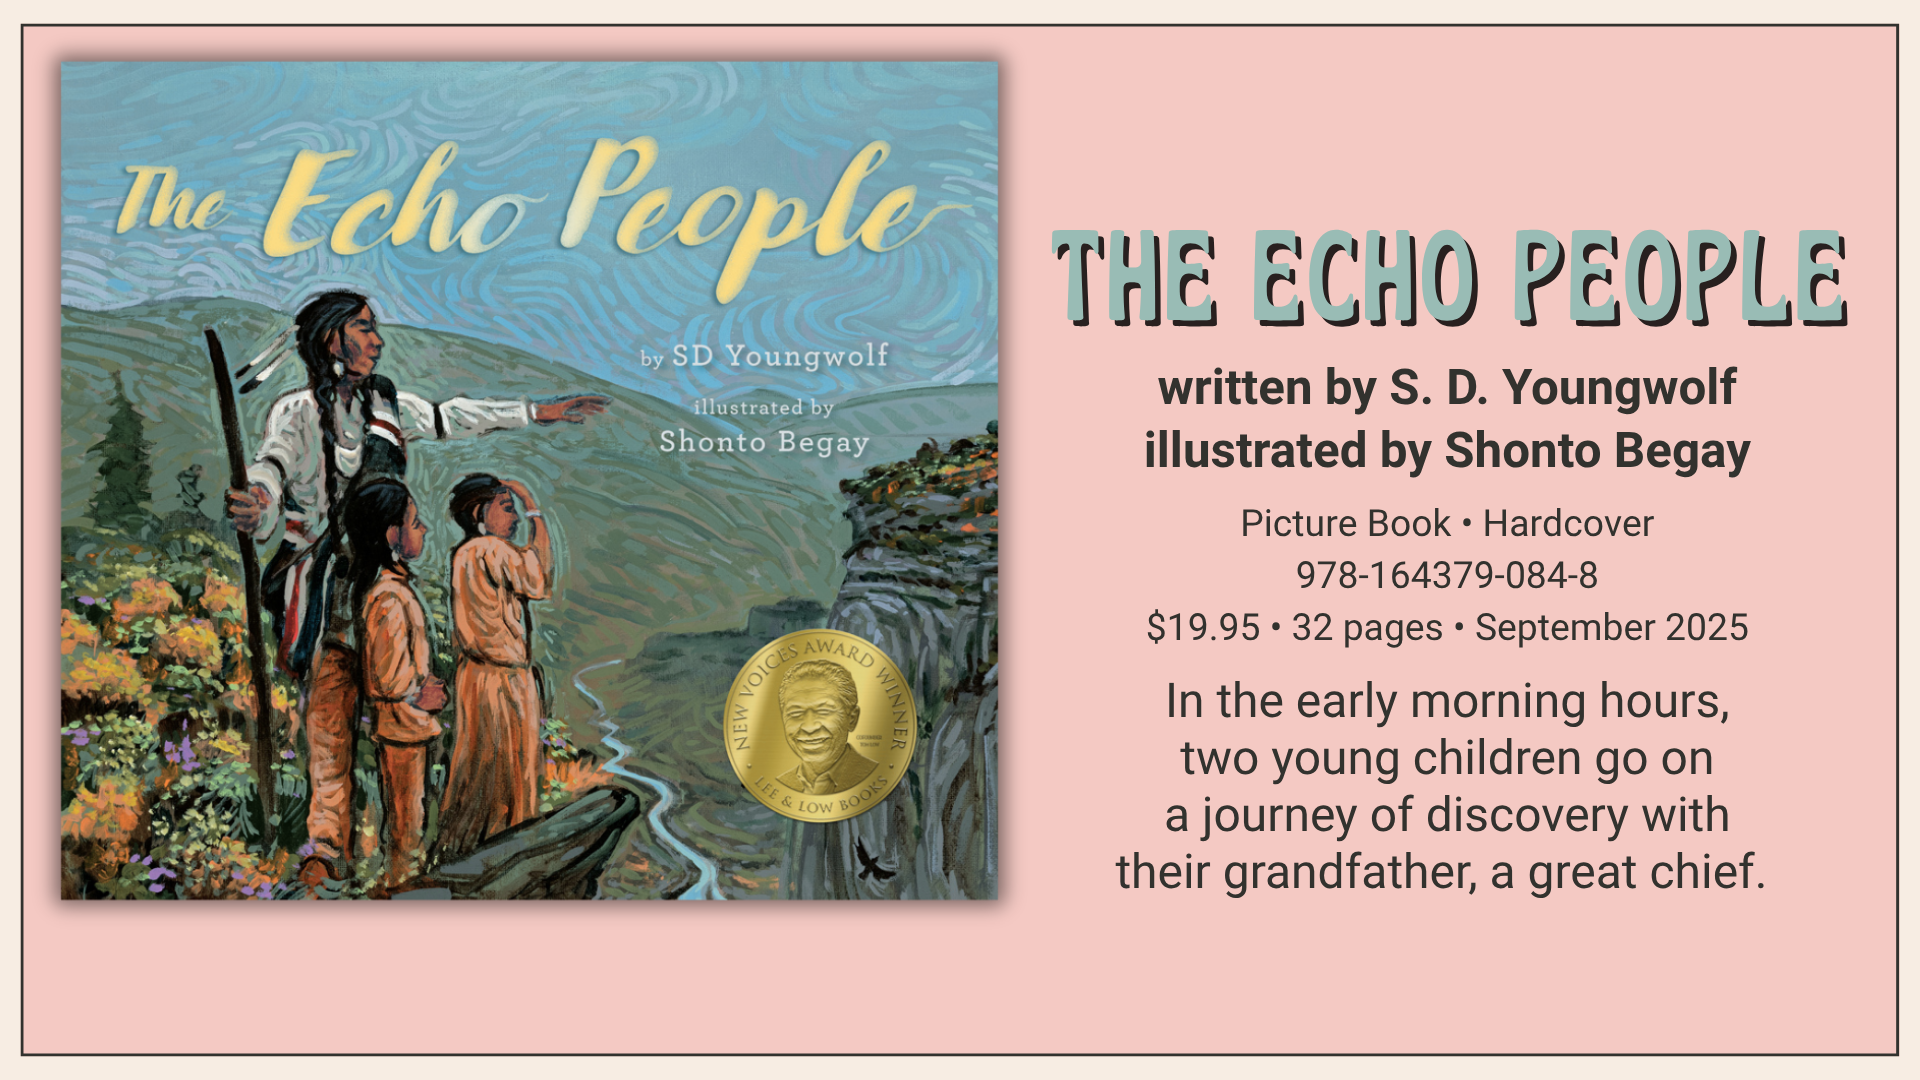 The Echo People
by SD Youngwolf
illustrated by
Shonto Begay
NEW VOICES AWARD WINNER
• LEE & LOW BOOKS •
THE ECHO PEOPLE
written by S. D. Youngwolf
illustrated by Shonto Begay
Picture Book • Hardcover
978-164379-084-8
$19.95 • 32 pages • September 2025
In the early morning hours,
two young children go on
a journey of discovery with
their grandfather, a great chief.